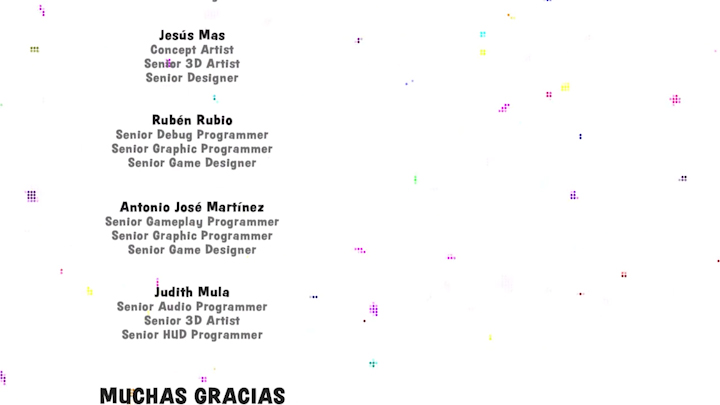 Jesús Mas
Concept Artist
Senior 3D Artist
Senior Designer
Rubén Rubio
Senior Debug Programmer
Senior Graphic Programmer
Senior Game Designer
Antonio José Martínez
Senior Gameplay Programmer
Senior Graphic Programmer
Senior Game Designer
Judith Mula
Senior Audio Programmer
Senior 3D Artist
Senior HUD Programmer
MUCHAS GRACIAS